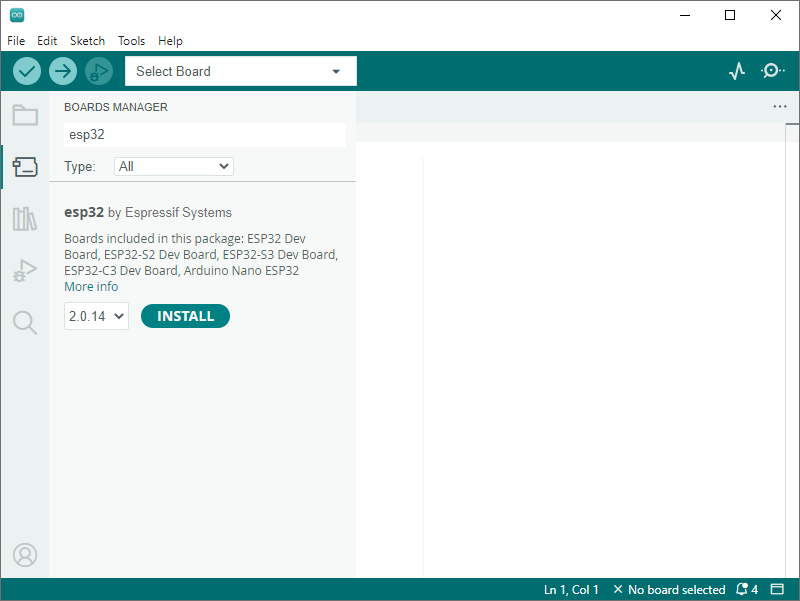 File Edit Sketch Tools Help
Select Board
BOARDS MANAGER
esp32
Type: All
esp32 by Espressif Systems
Boards included in this package: ESP32 Dev
Board, ESP32-S2 Dev Board, ESP32-S3 Dev Board,
ESP32-C3 Dev Board, Arduino Nano ESP32
More info
2.0.14 INSTALL
Ln 1, Col 1 No board selected 4